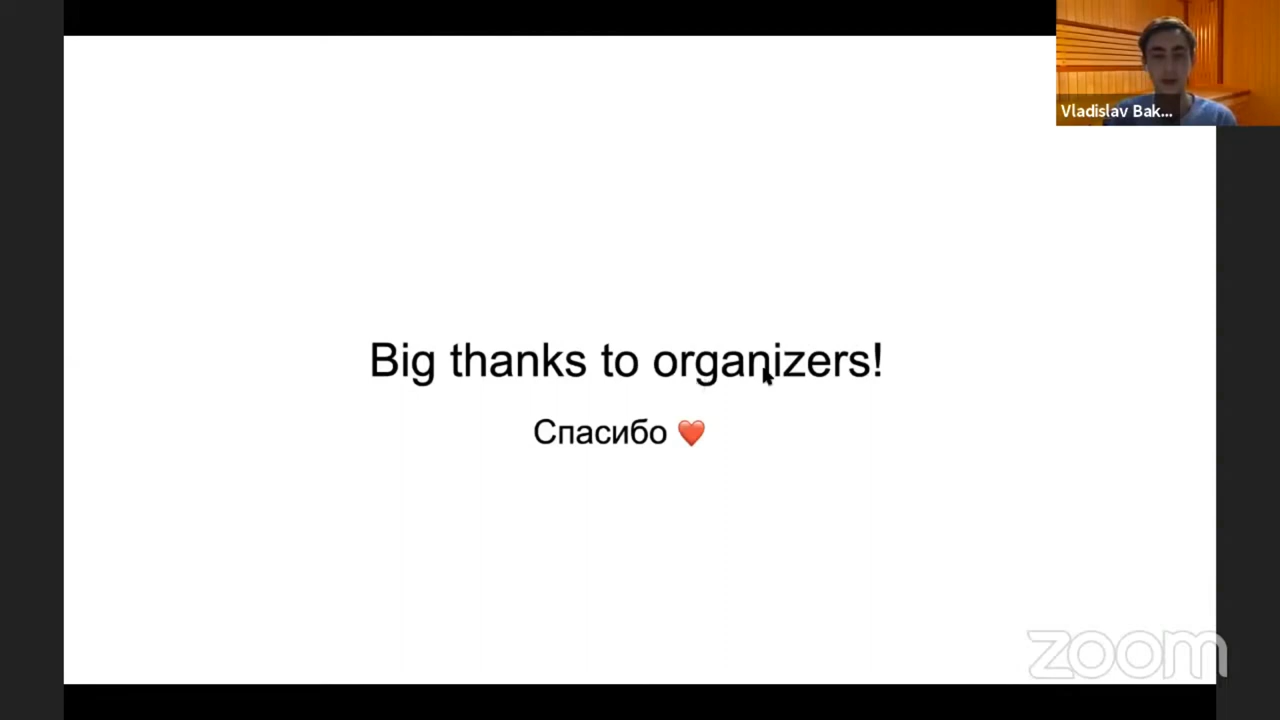 Vladislav Bak...
Big thanks to organizers!
Спасибо ❤️
zoom